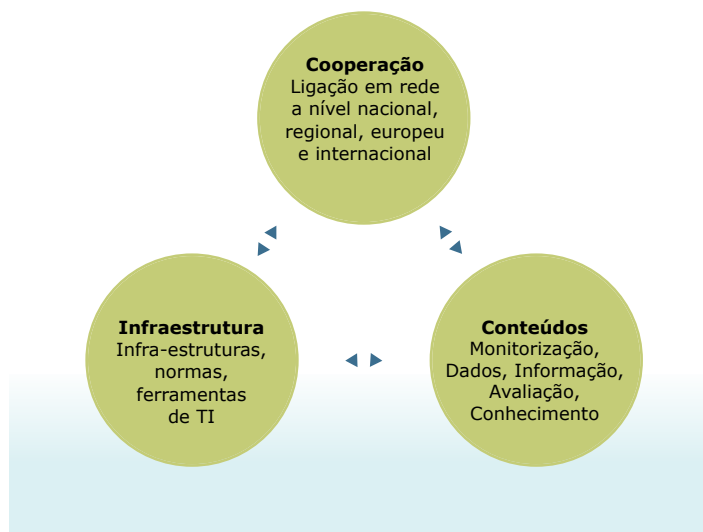 Cooperação
Ligação em rede
a nível nacional,
regional, europeu
e internacional
Infraestrutura
Infra-estruturas,
normas,
ferramentas
de TI
Conteúdos
Monitorização,
Dados, Informação,
Avaliação,
Conhecimento